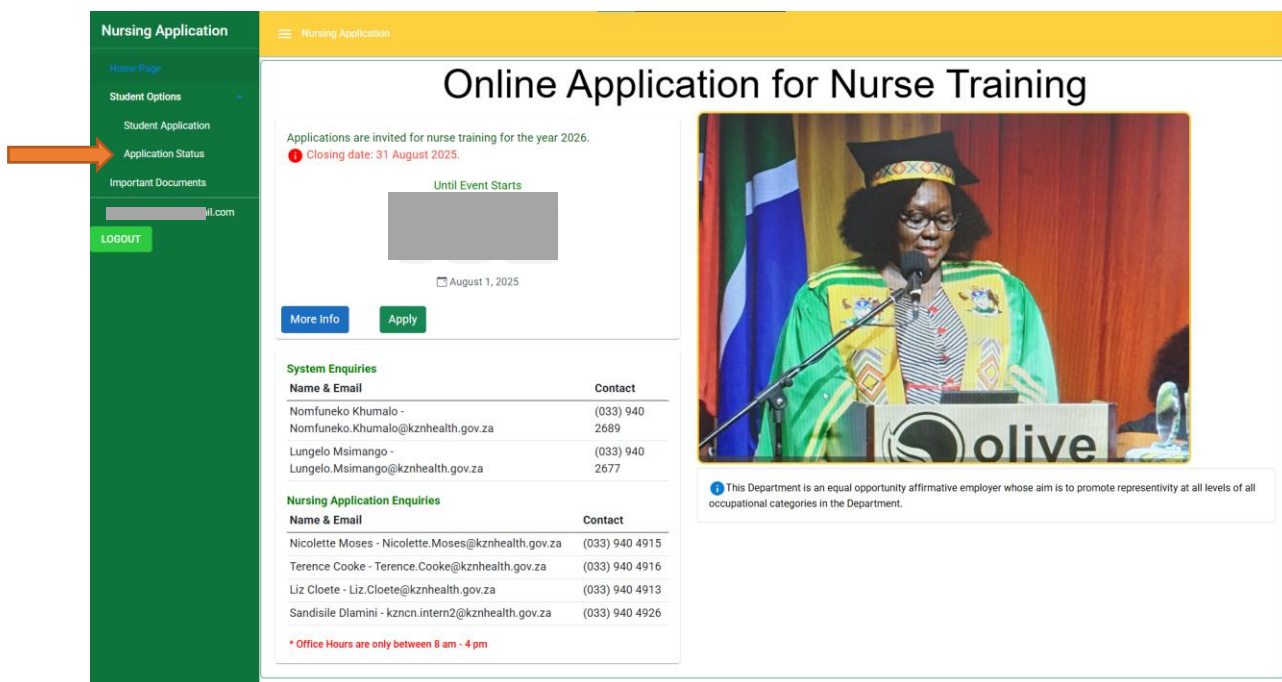 Nursing Application
Nursing Application
Home Page
Student Options
Student Application
Application Status
Important Documents
il.com
LOGOUT
Online Application for Nurse Training
Applications are invited for nurse training for the year 2026.
Closing date: 31 August 2025.
Until Event Starts
August 1, 2025
More Info
Apply
System Enquiries
Name & Email Contact
Nomfuneko Khumalo - (033) 940
Nomfuneko.Khumalo@kznhealth.gov.za 2689
Lungelo Msimango - (033) 940
Lungelo.Msimango@kznhealth.gov.za 2677
Nursing Application Enquiries
Name & Email Contact
Nicolette Moses - Nicolette.Moses@kznhealth.gov.za (033) 940 4915
Terence Cooke - Terence.Cooke@kznhealth.gov.za (033) 940 4916
Liz Cloete - Liz.Cloete@kznhealth.gov.za (033) 940 4913
Sandisile Dlamini - kzncn.intern2@kznhealth.gov.za (033) 940 4926
* Office Hours are only between 8 am - 4 pm
olive
This Department is an equal opportunity affirmative employer whose aim is to promote representivity at all levels of all
occupational categories in the Department.